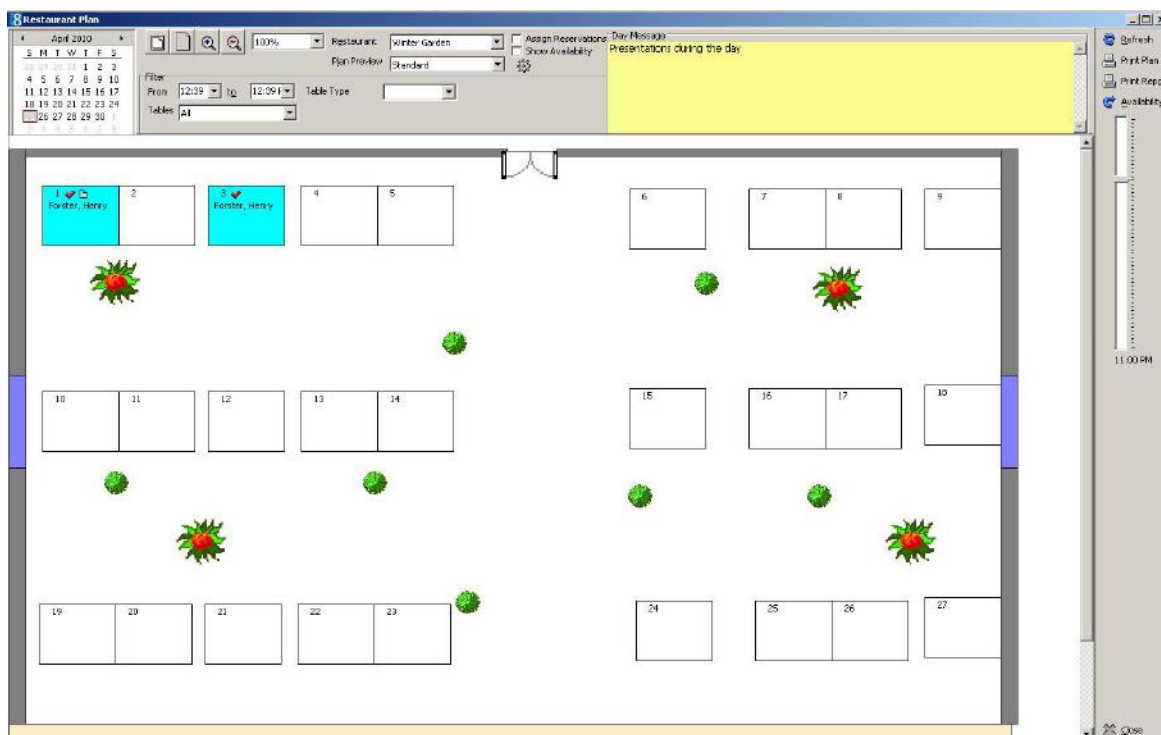 Restaurant Plan
April 2010
S M T W T F S
1 2 3
4 5 6 7 8 9 10
11 12 13 14 15 16 17
18 19 20 21 22 23 24
26 27 28 29 30 1
100%
Restaurant Winter Garden
Plan Preview Standard
Assign Reservations
Show Availability
Filter
From 12:39 to 12:39 Table Type
Tables All
Day Message
Presentations during the day
Refresh
Print Plan
Print Repo
Availability
11:00 PM
1 2 3 4 5 6 7 8 9
Forster, Henry Forster, Henry
10 11 12 13 14 15 16 17 18
19 20 21 22 23 24 25 26 27
Close